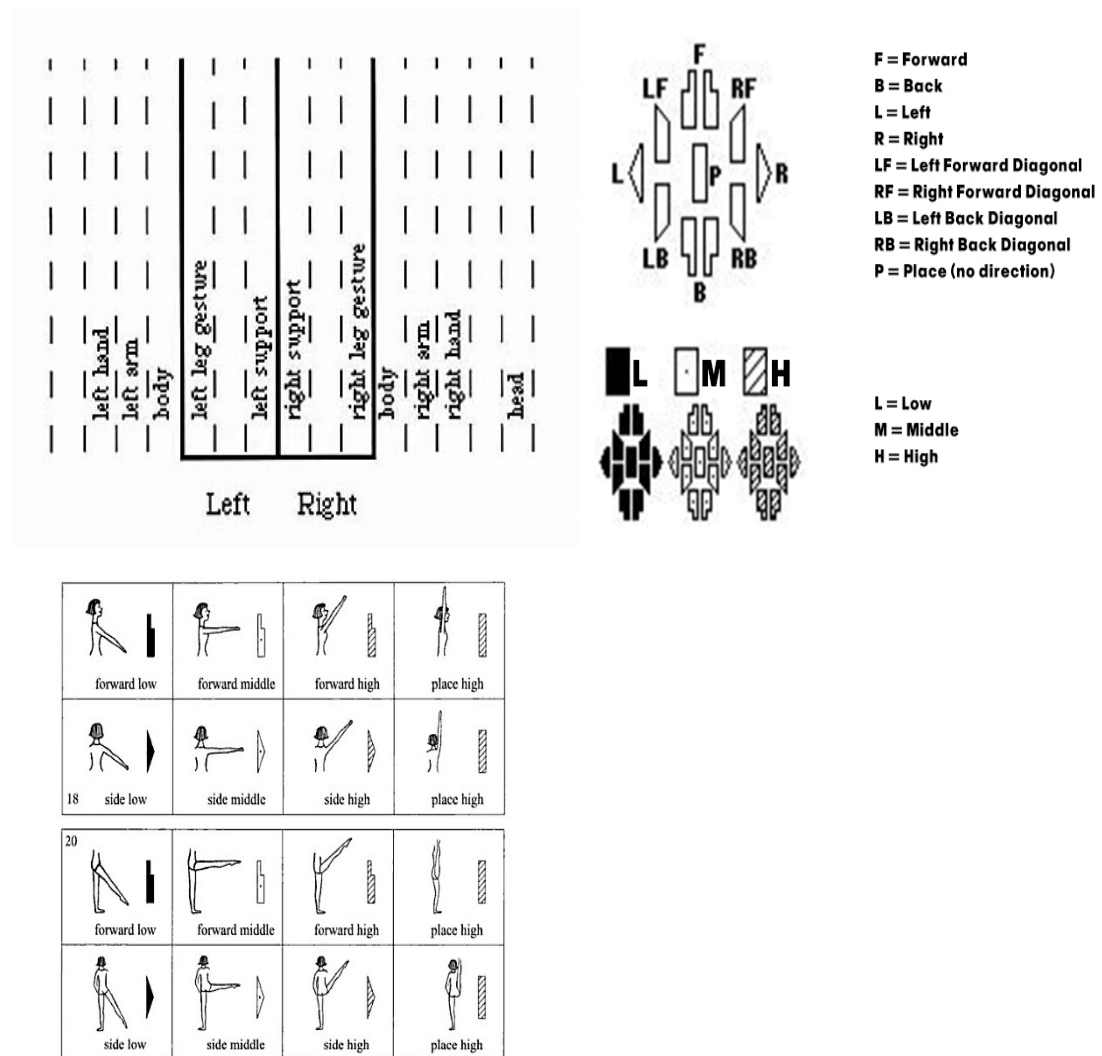 left hand
left arm
body
left leg gesture
left support
right support
right leg gesture
body
right arm
right hand
head
Left Right
F
LF RF
L P R
LB RB
B
F = Forward
B = Back
L = Left
R = Right
LF = Left Forward Diagonal
RF = Right Forward Diagonal
LB = Left Back Diagonal
RB = Right Back Diagonal
P = Place (no direction)
L M H
L = Low
M = Middle
H = High
forward low forward middle forward high place high
18 side low side middle side high place high
20
forward low forward middle forward high place high
side low side middle side high place high